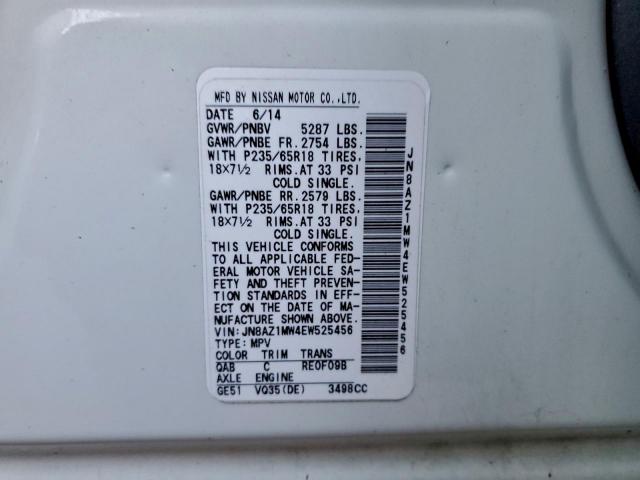 MFD BY NISSAN MOTOR CO.,LTD.
DATE 6/14
GVWR/PNBV 5287 LBS.
GAWR/PNBE FR. 2754 LBS.
WITH P235/65R18 TIRES,
18×7½ RIMS.AT 33 PSI
COLD SINGLE.
GAWR/PNBE RR. 2579 LBS.
WITH P235/65R18 TIRES,
18×7½ RIMS.AT 33 PSI
COLD SINGLE.
THIS VEHICLE CONFORMS
TO ALL APPLICABLE FED-
ERAL MOTOR VEHICLE SA-
FETY AND THEFT PREVEN-
TION STANDARDS IN EFF-
ECT ON THE DATE OF MA-
NUFACTURE SHOWN ABOVE.
VIN:JN8AZ1MW4EW525456
TYPE:MPV
COLOR TRIM TRANS
QAB C RE0F09B
AXLE ENGINE
GE51 VQ35(DE) 3498CC
JN8AZ1MW4EW525456